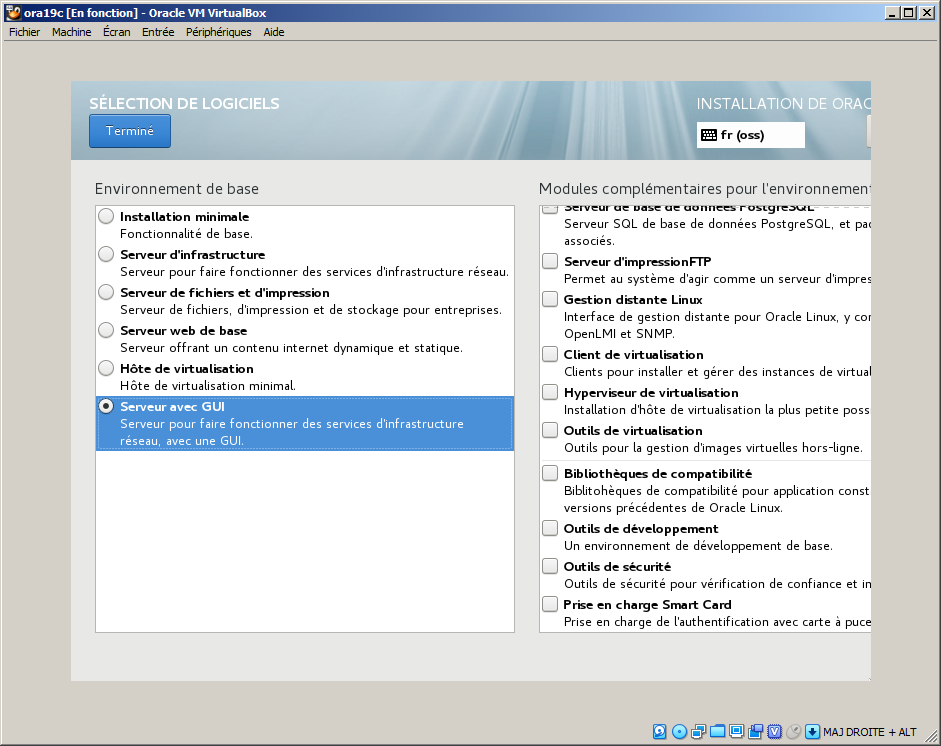 ora19c [En fonction] - Oracle VM VirtualBox
Fichier Machine Écran Entrée Périphériques Aide
SÉLECTION DE LOGICIELS
INSTALLATION DE ORAC
Terminé
fr (oss)
Environnement de base
Installation minimale
Fonctionnalité de base.
Serveur d'infrastructure
Serveur pour faire fonctionner des services d'infrastructure réseau.
Serveur de fichiers et d'impression
Serveur de fichiers, d'impression et de stockage pour entreprises.
Serveur web de base
Serveur offrant un contenu internet dynamique et statique.
Hôte de virtualisation
Hôte de virtualisation minimal.
Serveur avec GUI
Serveur pour faire fonctionner des services d'infrastructure
réseau, avec une GUI.
Modules complémentaires pour l'environnement
Serveur de base de données PostgreSQL
Serveur SQL de base de données PostgreSQL, et paq
associés.
Serveur d'impressionFTP
Permet au système d'agir comme un serveur d'impres
Gestion distante Linux
Interface de gestion distante pour Oracle Linux, y con
OpenLMI et SNMP.
Client de virtualisation
Clients pour installer et gérer des instances de virtual
Hyperviseur de virtualisation
Installation d'hôte de virtualisation la plus petite poss
Outils de virtualisation
Outils pour la gestion d'images virtuelles hors-ligne.
Bibliothèques de compatibilité
Biblitohèques de compatibilité pour application const
versions précédentes de Oracle Linux.
Outils de développement
Un environnement de développement de base.
Outils de sécurité
Outils de sécurité pour vérification de confiance et in
Prise en charge Smart Card
Prise en charge de l'authentification avec carte à puce
MAJ DROITE + ALT